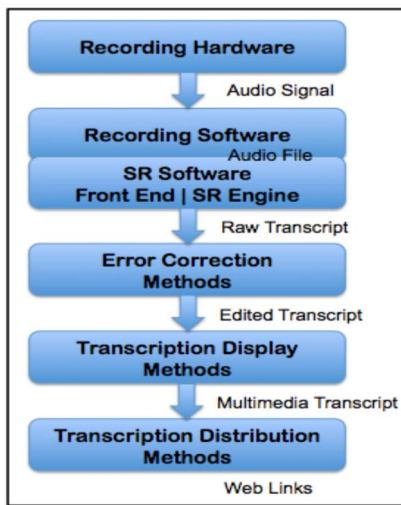 Recording Hardware
Audio Signal
Recording Software
Audio File
SR Software
Front End | SR Engine
Raw Transcript
Error Correction
Methods
Edited Transcript
Transcription Display
Methods
Multimedia Transcript
Transcription Distribution
Methods
Web Links